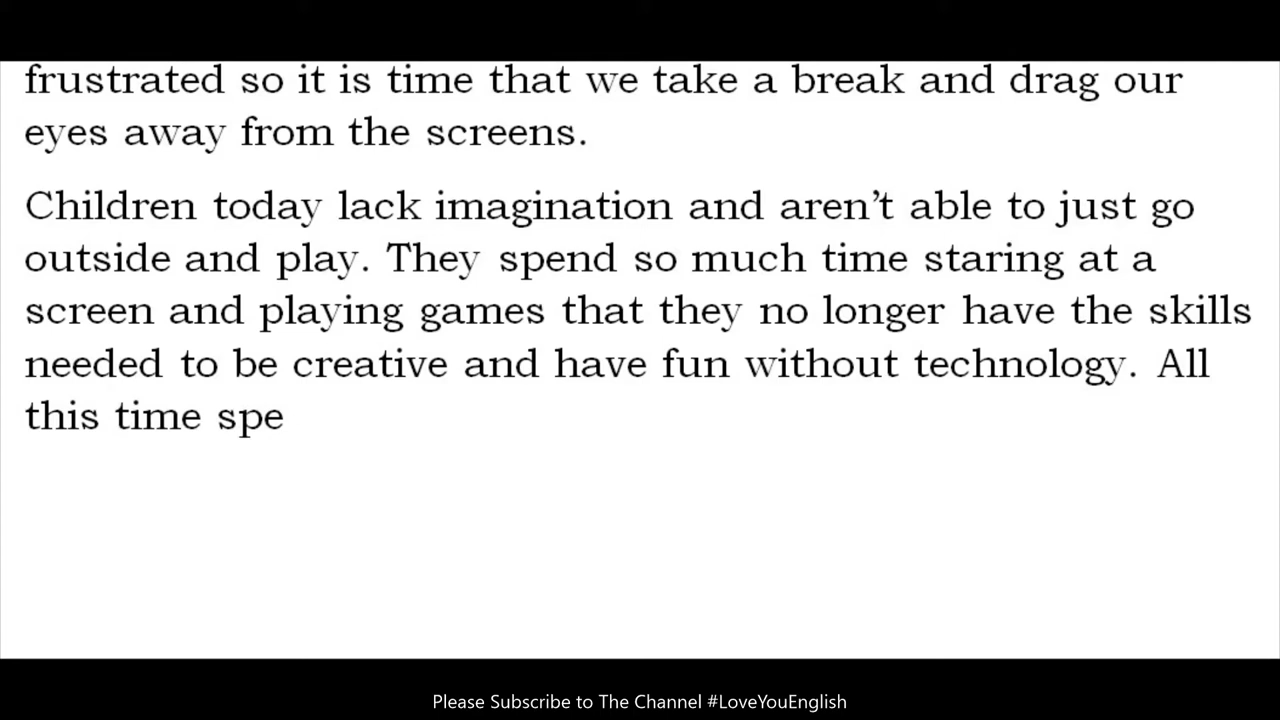 frustrated so it is time that we take a break and drag our
eyes away from the screens.
Children today lack imagination and aren’t able to just go
outside and play. They spend so much time staring at a
screen and playing games that they no longer have the skills
needed to be creative and have fun without technology. All
this time spe
Please Subscribe to The Channel #LoveYouEnglish